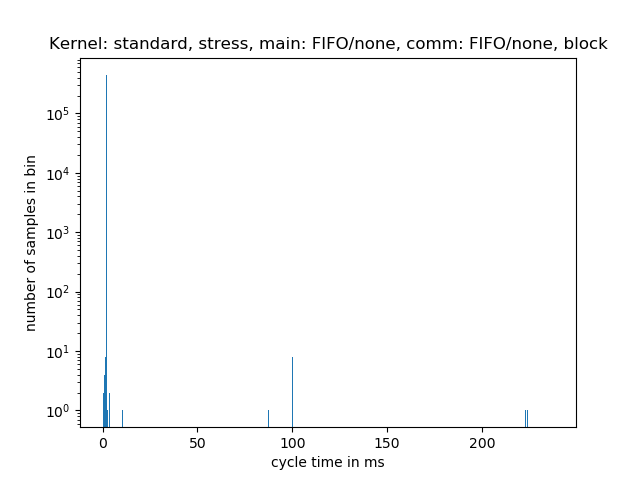 Kernel: standard, stress, main: FIFO/none, comm: FIFO/none, block
number of samples in bin
10^5
10^4
10^3
10^2
10^1
10^0
0 50 100 150 200
cycle time in ms